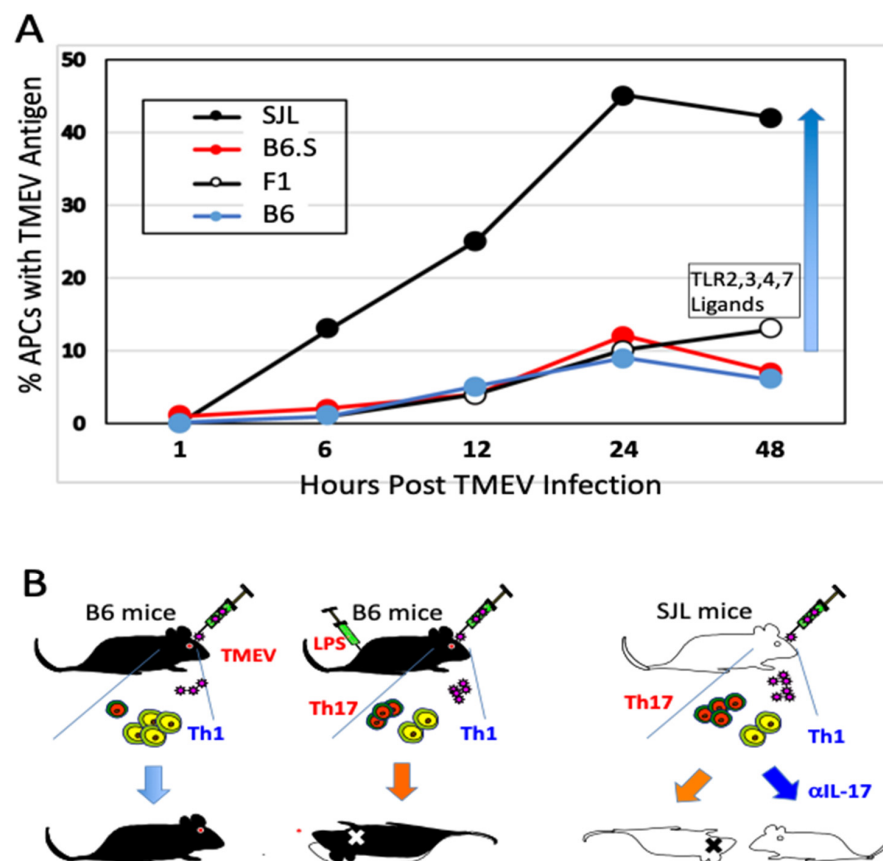 A
50
40
30
20
10
0
% APCs with TMEV Antigen
SJL
B6.S
F1
B6
TLR2,3,4,7
Ligands
1 6 12 24 48
Hours Post TMEV Infection
B
B6 mice
TMEV
Th1
B6 mice
LPS
Th17
Th1
SJL mice
Th17
Th1
αIL-17